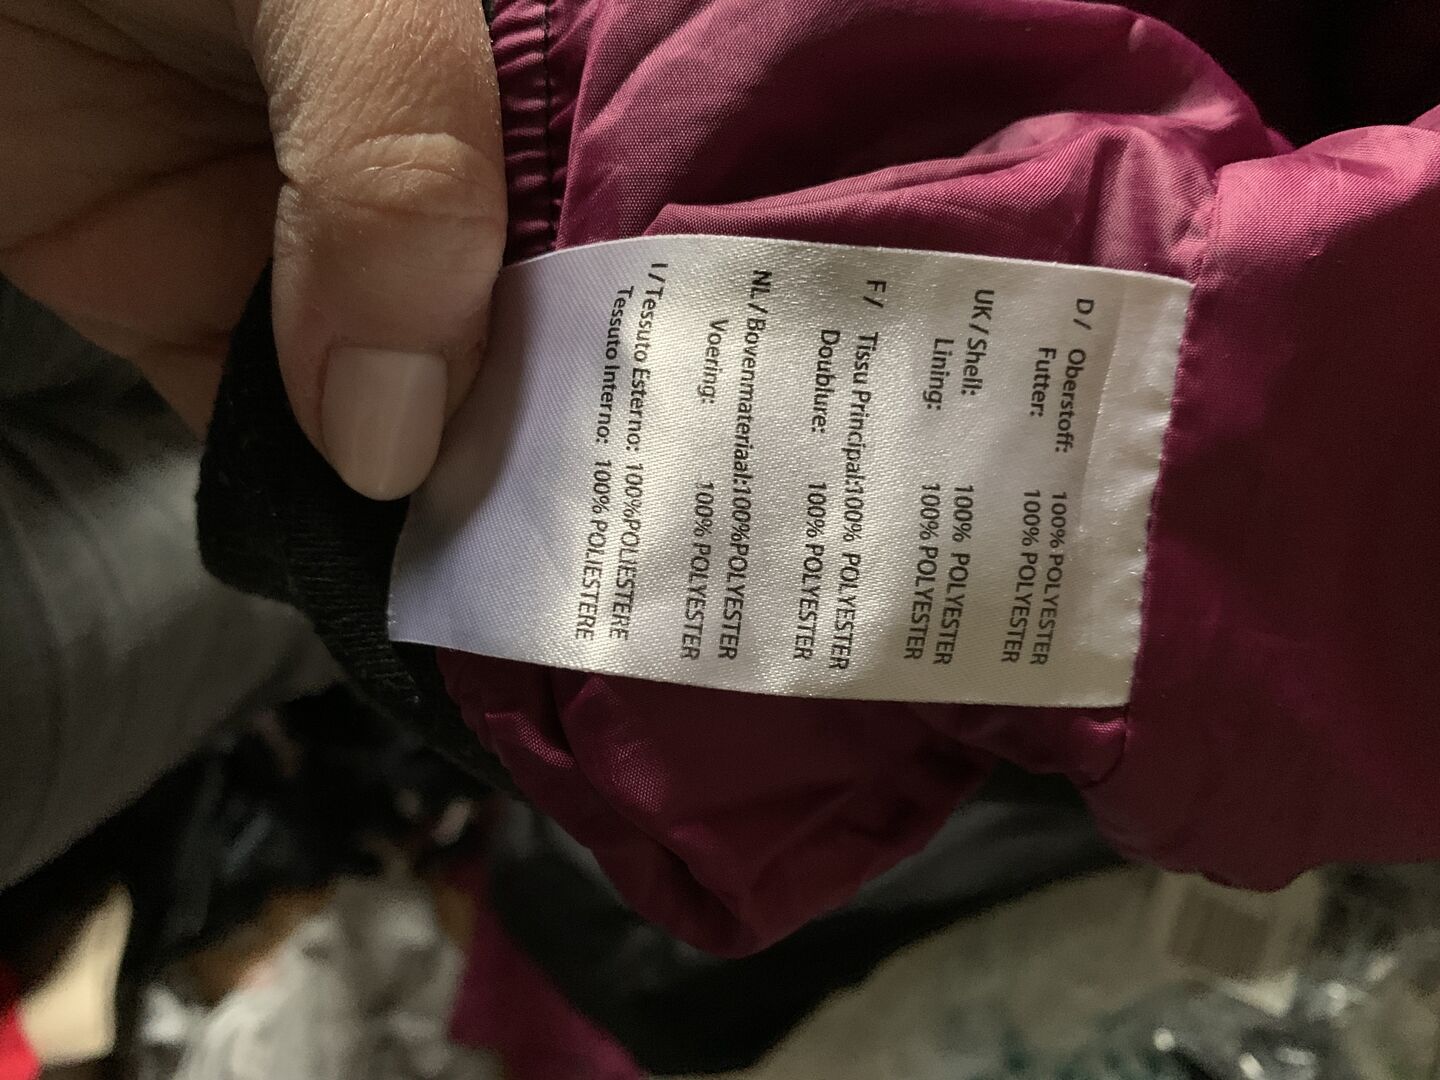 D / Oberstoff: 100% POLYESTER
Futter: 100% POLYESTER
UK / Shell: 100% POLYESTER
Lining: 100% POLYESTER
F / Tissu Principal:100% POLYESTER
Doublure: 100% POLYESTER
NL / Bovenmateriaal:100%POLYESTER
Voering: 100% POLYESTER
I / Tessuto Esterno: 100%POLIESTERE
Tessuto Interno: 100% POLIESTERE